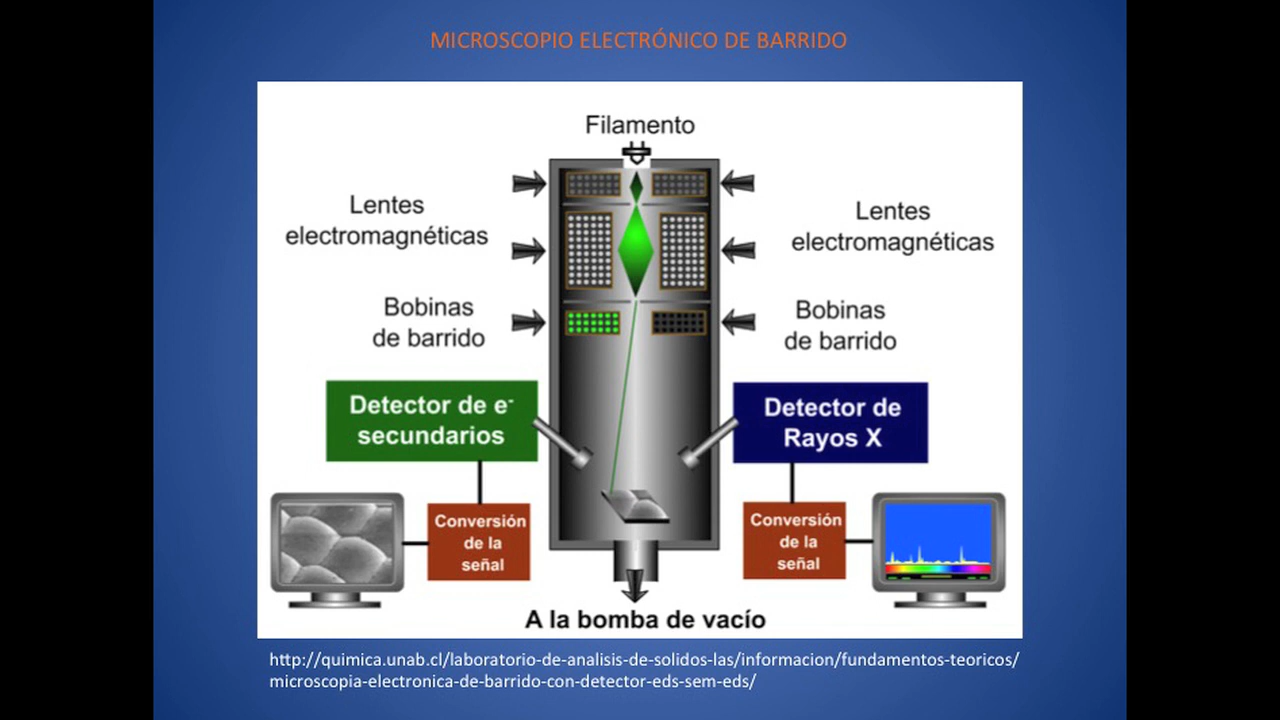 MICROSCOPIO ELECTRÓNICO DE BARRIDO
Filamento
Lentes
electromagnéticas
Lentes
electromagnéticas
Bobinas
de barrido
Bobinas
de barrido
Detector de e-
secundarios
Detector de
Rayos X
Conversión
de la
señal
Conversión
de la
señal
A la bomba de vacío
http://quimica.unab.cl/laboratorio-de-analisis-de-solidos-las/informacion/fundamentos-teoricos/
microscopia-electronica-de-barrido-con-detector-eds-sem-eds/